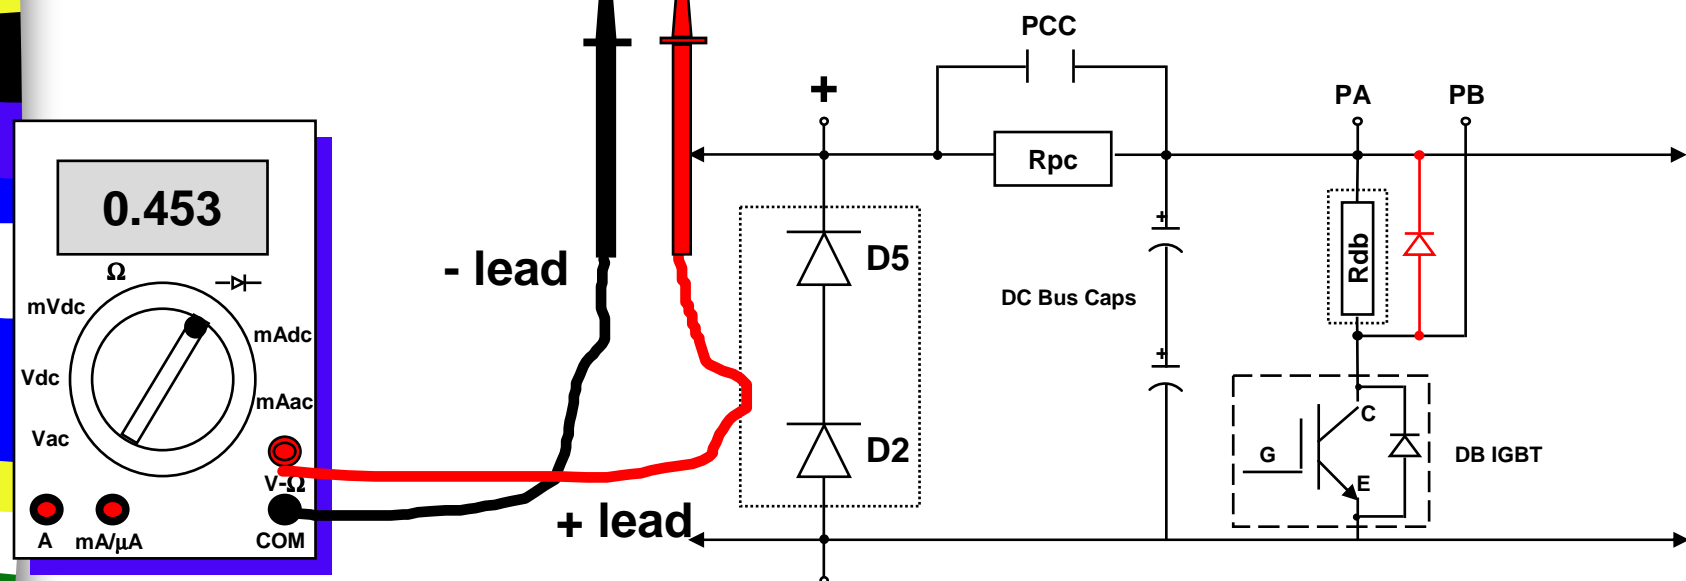 PCC
+
PA
PB
0.453
Rpc
Ω
- lead
D5
Rdb
mVdc
mAdc
DC Bus Caps
+
+
Vdc
mAac
Vac
D2
C
G
E
DB IGBT
V-Ω
+ lead
A
mA/µA
COM